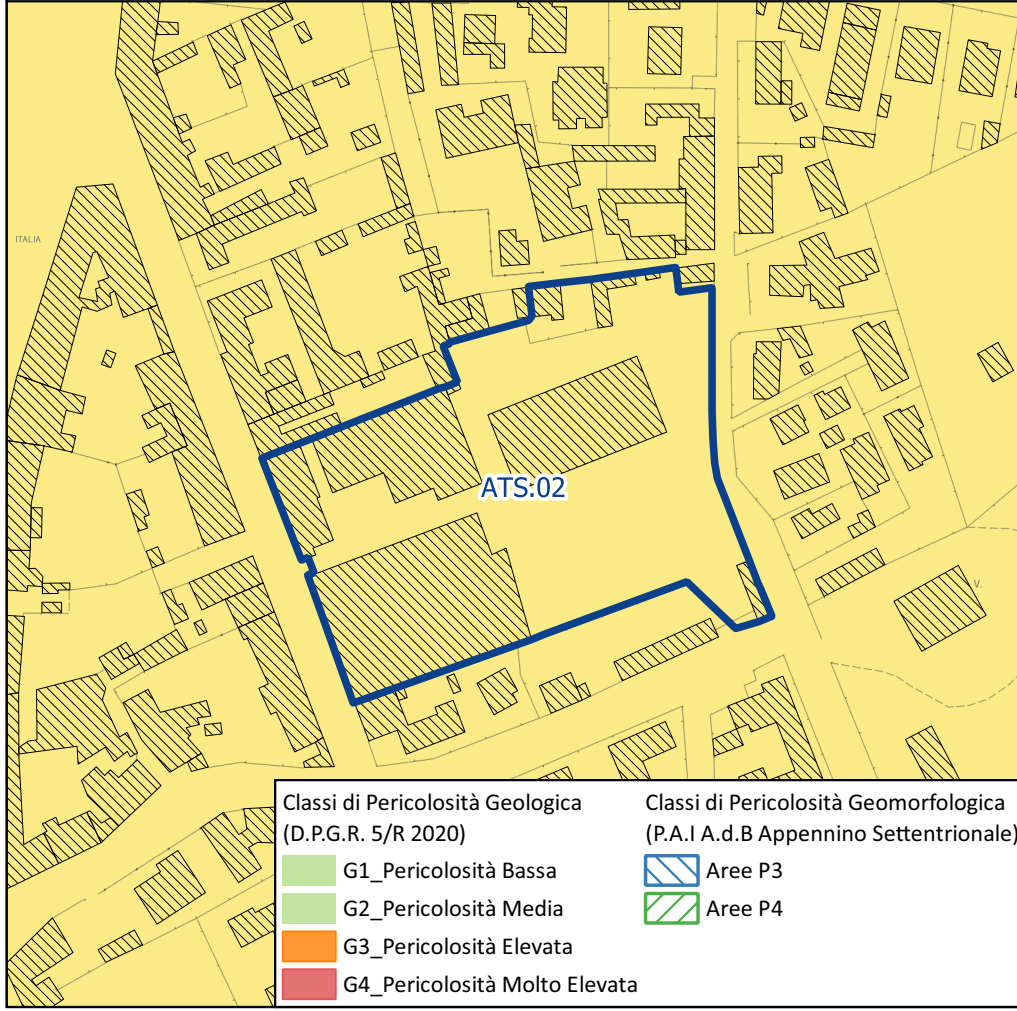 ITALIA
ATS.02
V.
Classi di Pericolosità Geologica
(D.P.G.R. 5/R 2020)
G1_Pericolosità Bassa
G2_Pericolosità Media
G3_Pericolosità Elevata
G4_Pericolosità Molto Elevata
Classi di Pericolosità Geomorfologica
(P.A.I A.d.B Appennino Settentrionale)
Aree P3
Aree P4